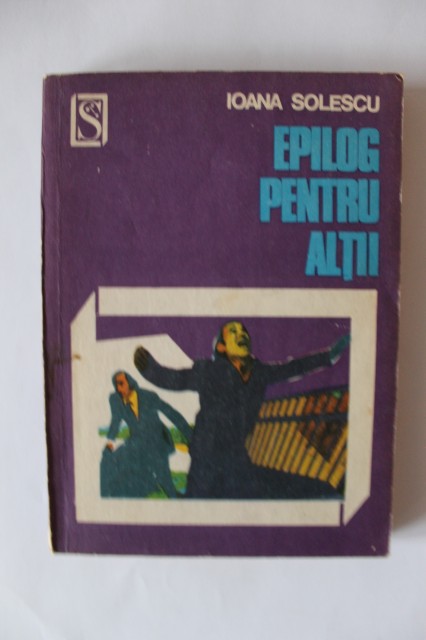 S
IOANA SOLESCU
EPILOG
PENTRU
ALȚII